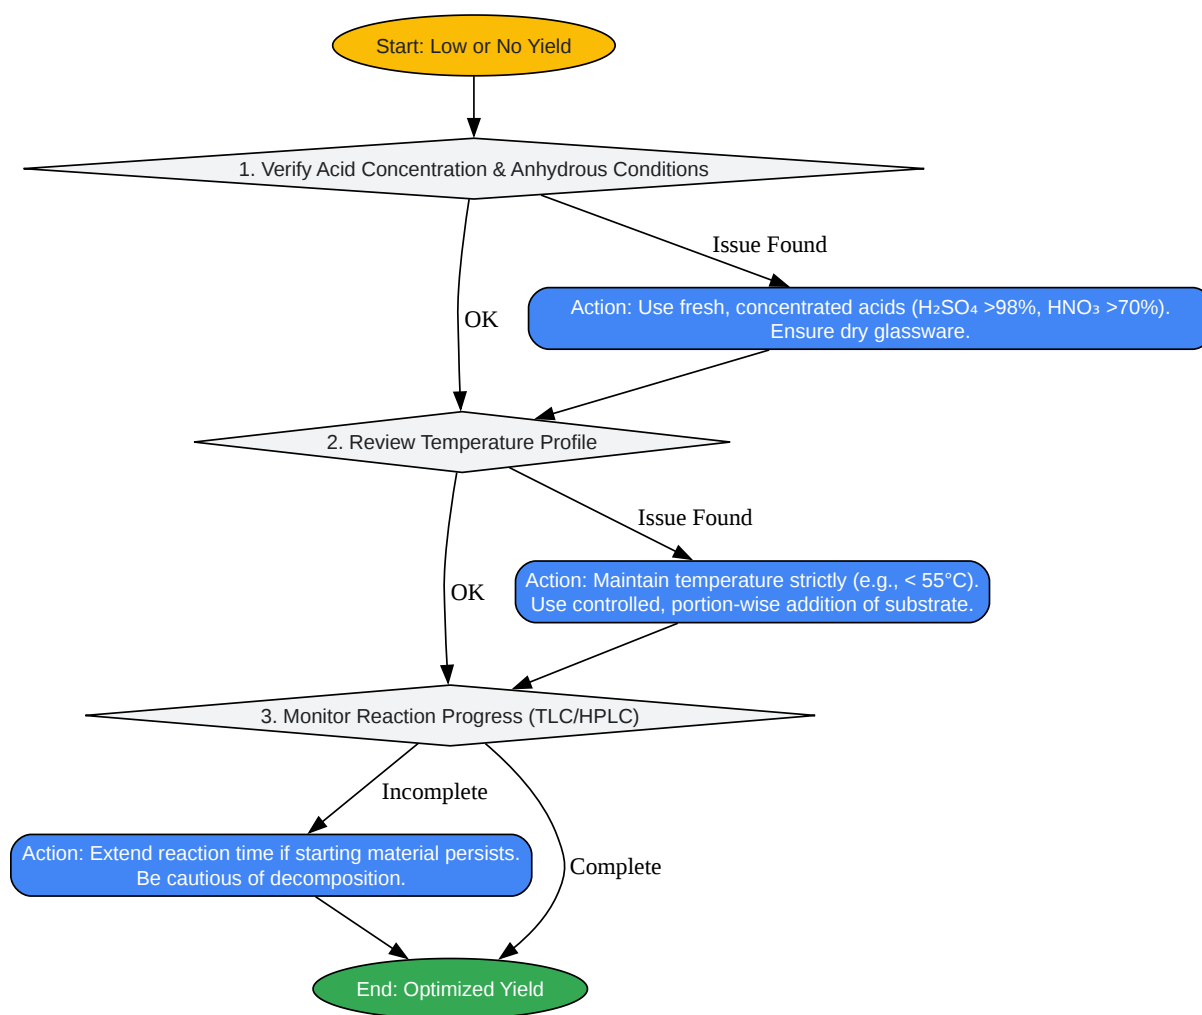 Start: Low or No Yield
1. Verify Acid Concentration & Anhydrous Conditions
Issue Found
Action: Use fresh, concentrated acids (H₂SO₄ >98%, HNO₃ >70%).
Ensure dry glassware.
OK
2. Review Temperature Profile
Issue Found
Action: Maintain temperature strictly (e.g., < 55°C).
Use controlled, portion-wise addition of substrate.
OK
3. Monitor Reaction Progress (TLC/HPLC)
Incomplete
Action: Extend reaction time if starting material persists.
Be cautious of decomposition.
Complete
End: Optimized Yield